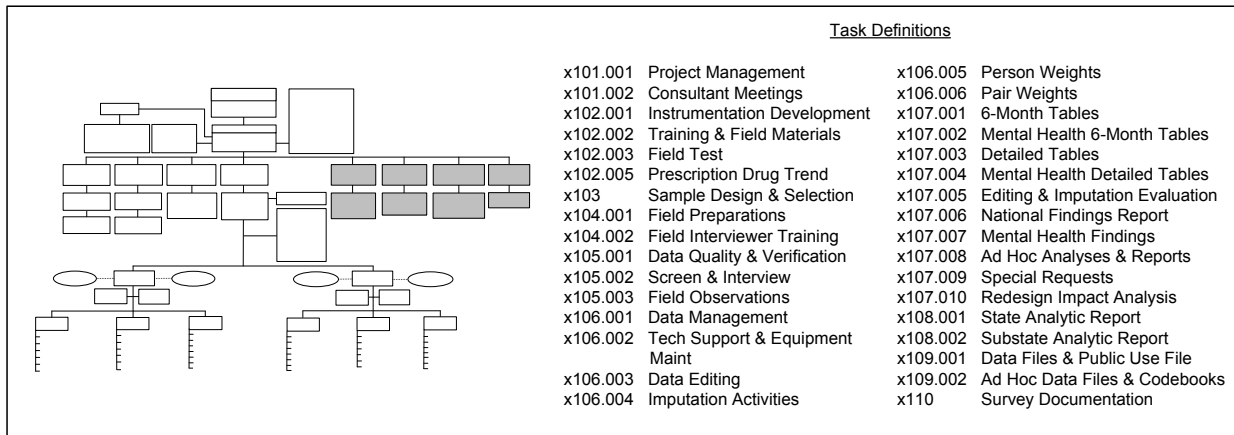 Task Definitions
x101.001 Project Management
x101.002 Consultant Meetings
x102.001 Instrumentation Development
x102.002 Training & Field Materials
x102.003 Field Test
x102.005 Prescription Drug Trend
x103 Sample Design & Selection
x104.001 Field Preparations
x104.002 Field Interviewer Training
x105.001 Data Quality & Verification
x105.002 Screen & Interview
x105.003 Field Observations
x106.001 Data Management
x106.002 Tech Support & Equipment
Maint
x106.003 Data Editing
x106.004 Imputation Activities
x106.005 Person Weights
x106.006 Pair Weights
x107.001 6-Month Tables
x107.002 Mental Health 6-Month Tables
x107.003 Detailed Tables
x107.004 Mental Health Detailed Tables
x107.005 Editing & Imputation Evaluation
x107.006 National Findings Report
x107.007 Mental Health Findings
x107.008 Ad Hoc Analyses & Reports
x107.009 Special Requests
x107.010 Redesign Impact Analysis
x108.001 State Analytic Report
x108.002 Substate Analytic Report
x109.001 Data Files & Public Use File
x109.002 Ad Hoc Data Files & Codebooks
x110 Survey Documentation